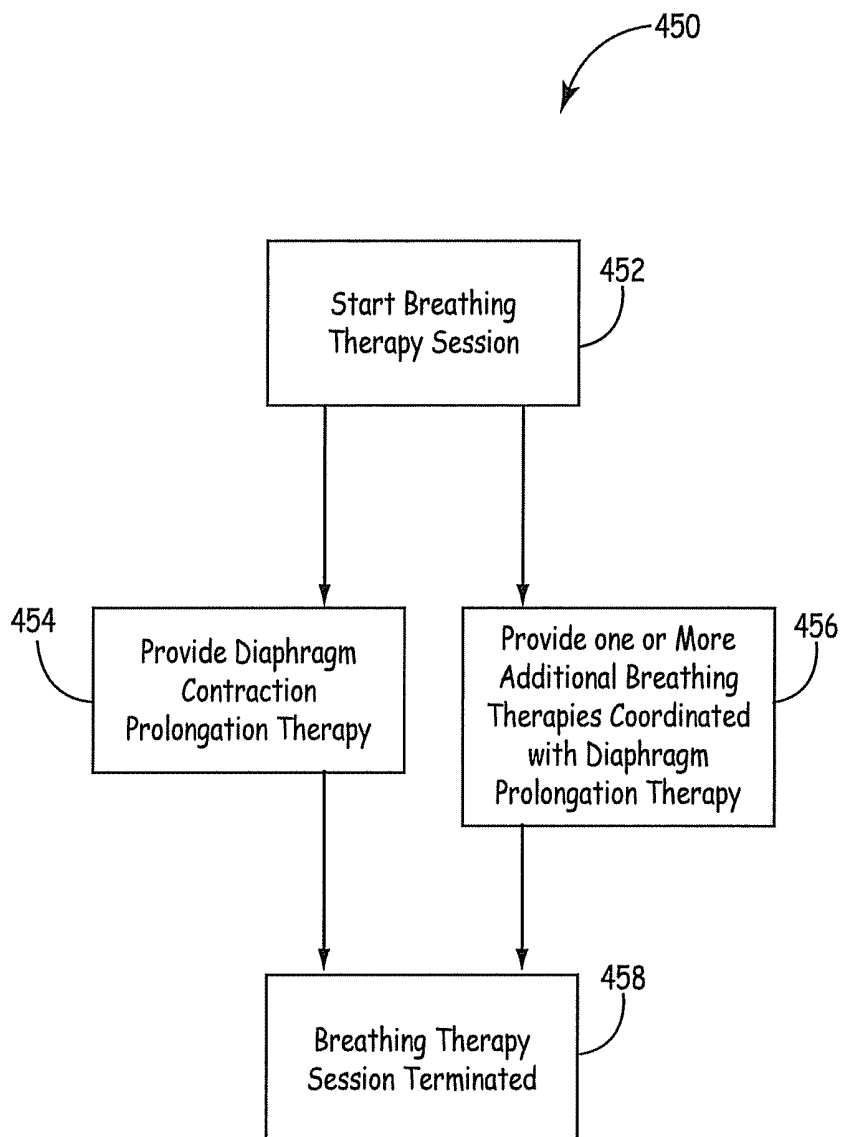 450
Start Breathing
Therapy Session
452
454
Provide Diaphragm
Contraction
Prolongation Therapy
Provide one or More
Additional Breathing
Therapies Coordinated
with Diaphragm
Prolongation Therapy
456
Breathing Therapy
Session Terminated
458